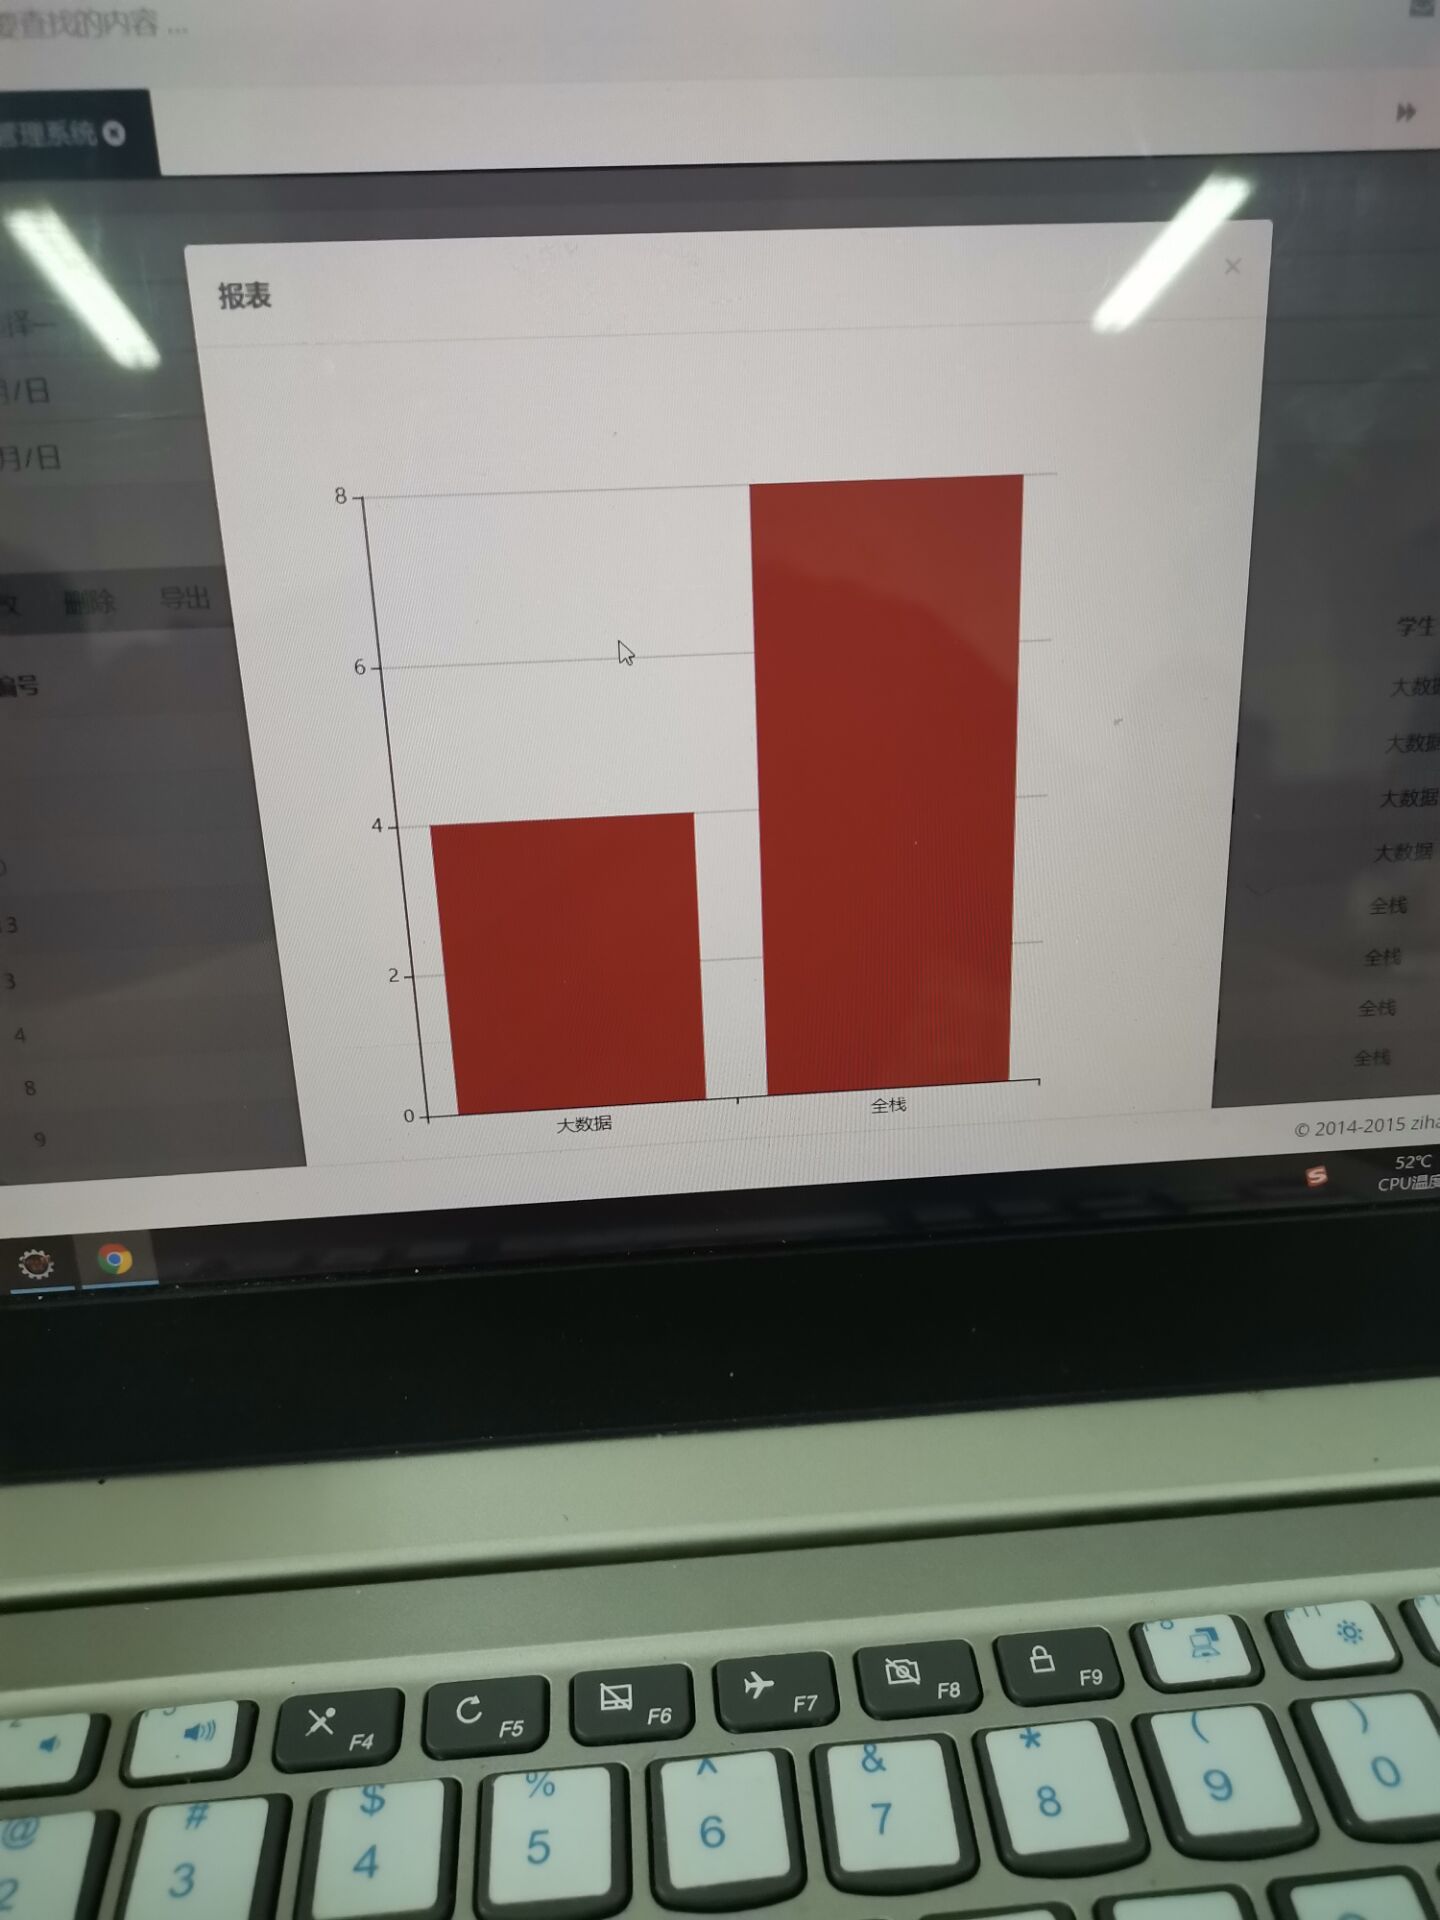 要查找的内容 ...
管理系统
报表
择—
月/日
月/日
8
改 删除 导出
学生
6
编号
大数据
大数据
4
大数据
大数据
全栈
13
全栈
2
3
全栈
4
全栈
8
0
大数据
全栈
9
© 2014-2015 ziha
52℃
CPU温度
F4
F5
F6
F7
F8
F9
F11
@ # $ % ^ & * ( )
2 3 4 5 6 7 8 9 0